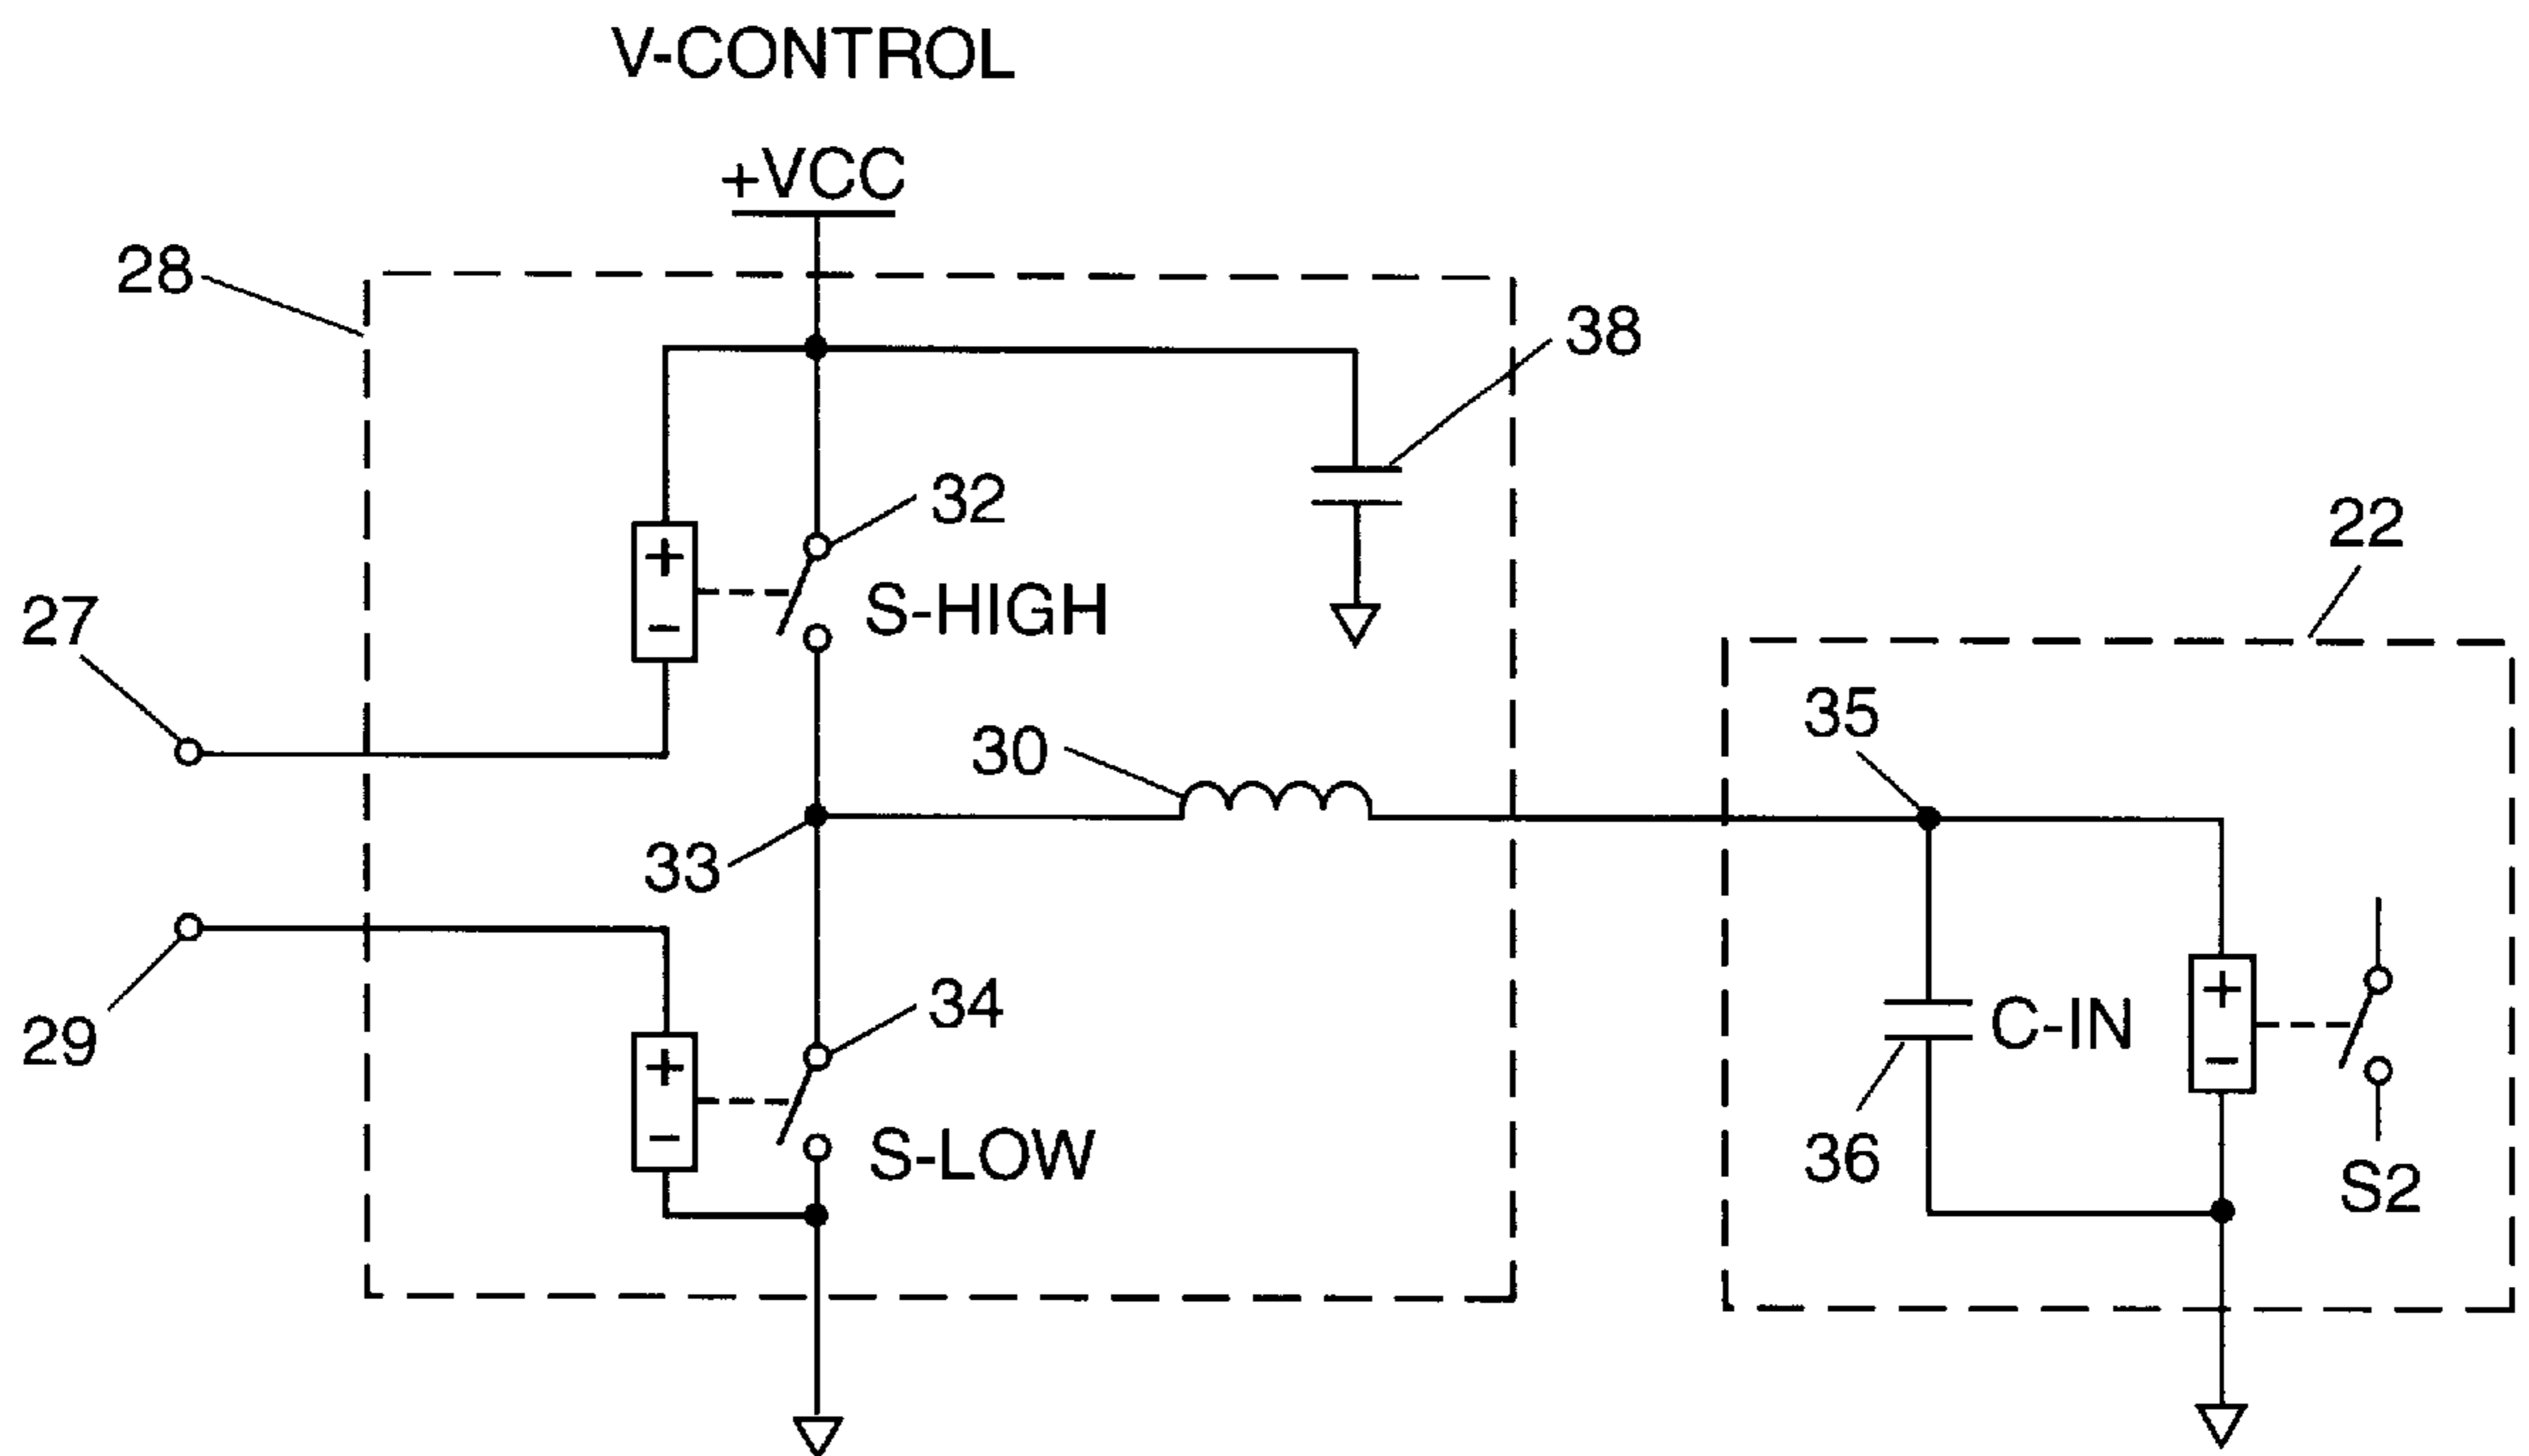 V-CONTROL
+VCC
28
38
32
22
+
S-HIGH
-
27
35
30
33
34
29
+
C-IN
+
-
-
36
S-LOW
S2